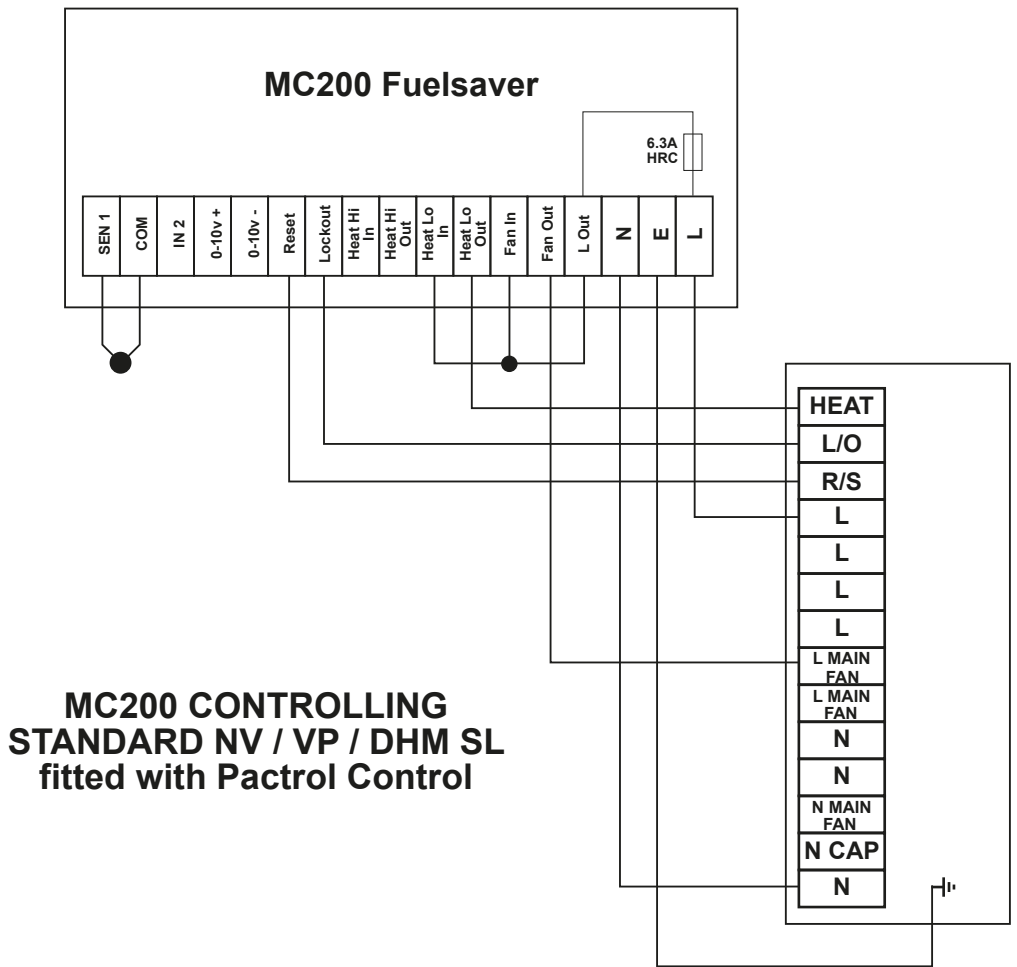 MC200 Fuelsaver
6.3A
HRC
SEN 1
COM
IN 2
0-10v +
0-10v -
Reset
Lockout
Heat Hi
In
Heat Hi
Out
Heat Lo
In
Heat Lo
Out
Fan In
Fan Out
L Out
N
E
L
HEAT
L/O
R/S
L
L
L
L
L MAIN
FAN
L MAIN
FAN
N
N
N MAIN
FAN
N CAP
N
MC200 CONTROLLING
STANDARD NV / VP / DHM SL
fitted with Pactrol Control